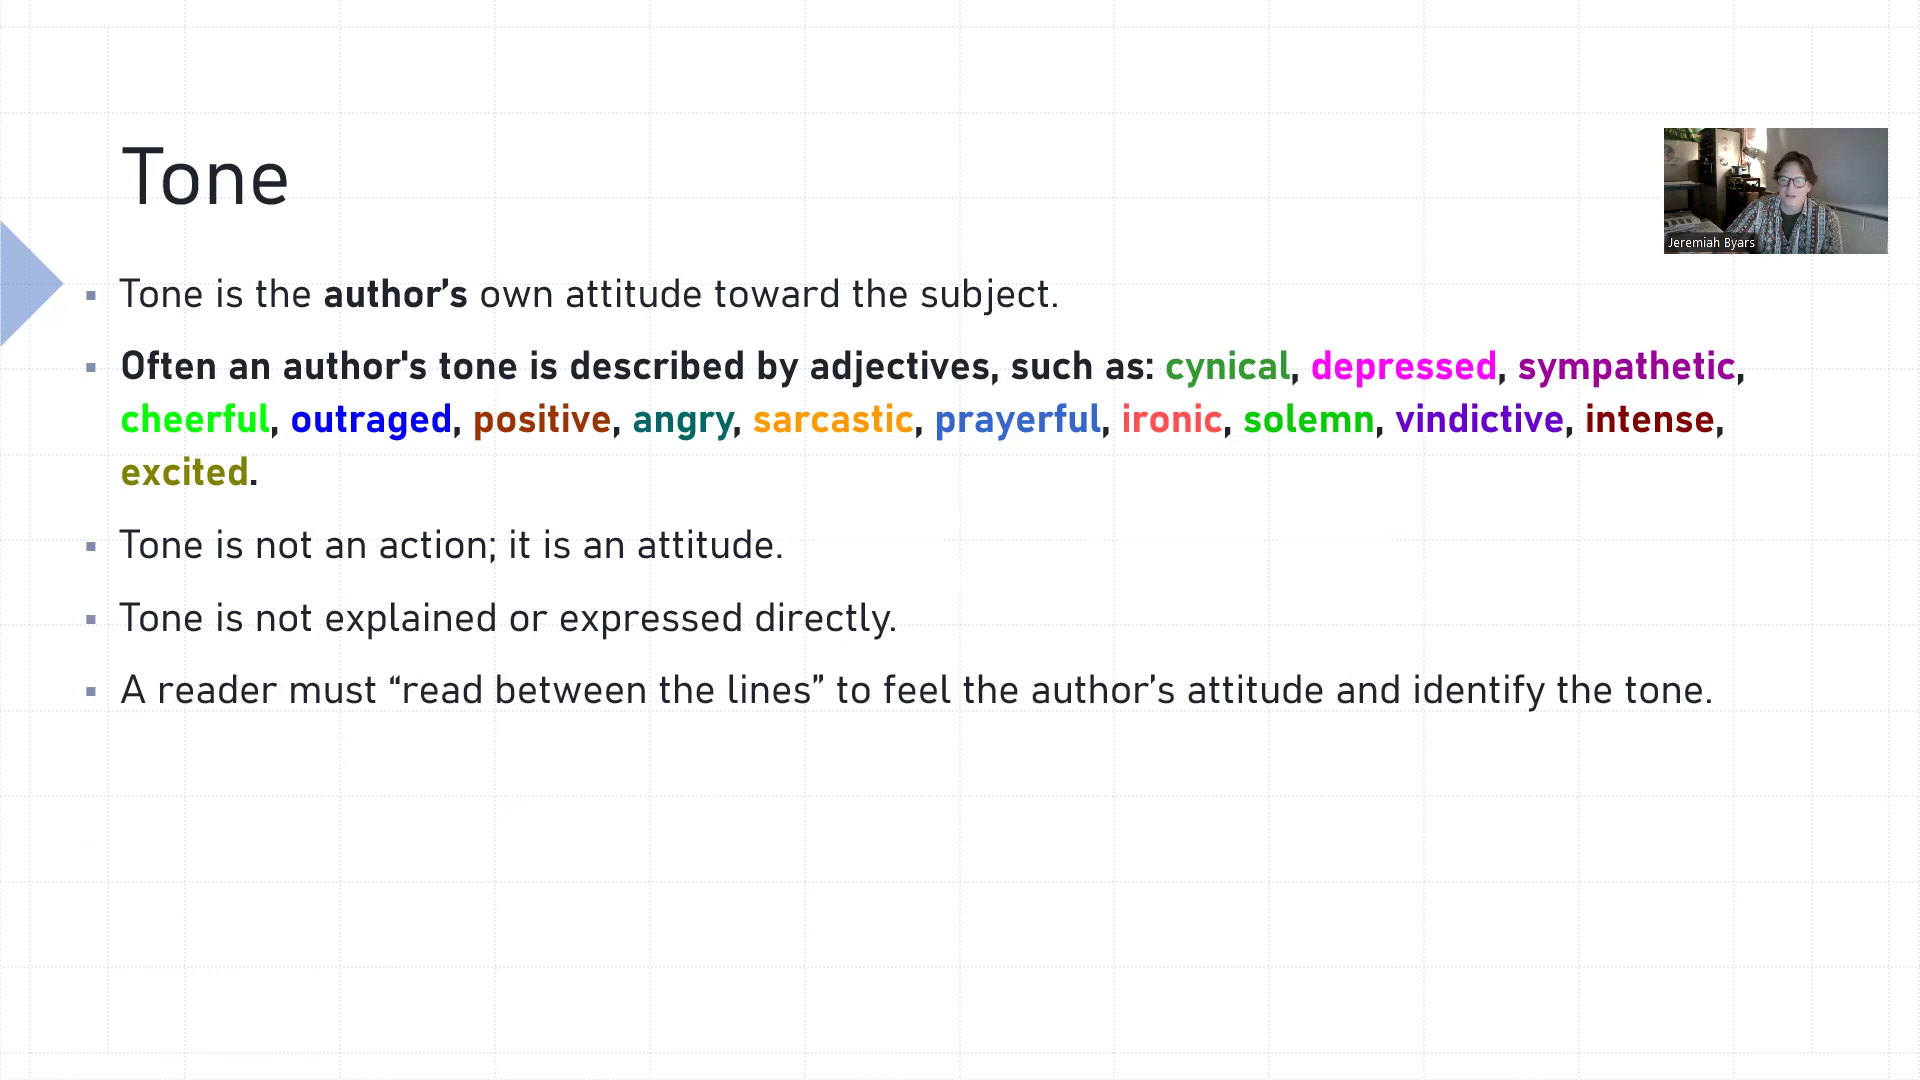 Tone
Jeremiah Byars
Tone is the author’s own attitude toward the subject.
Often an author's tone is described by adjectives, such as: cynical, depressed, sympathetic,
cheerful, outraged, positive, angry, sarcastic, prayerful, ironic, solemn, vindictive, intense,
excited.
Tone is not an action; it is an attitude.
Tone is not explained or expressed directly.
A reader must “read between the lines” to feel the author’s attitude and identify the tone.